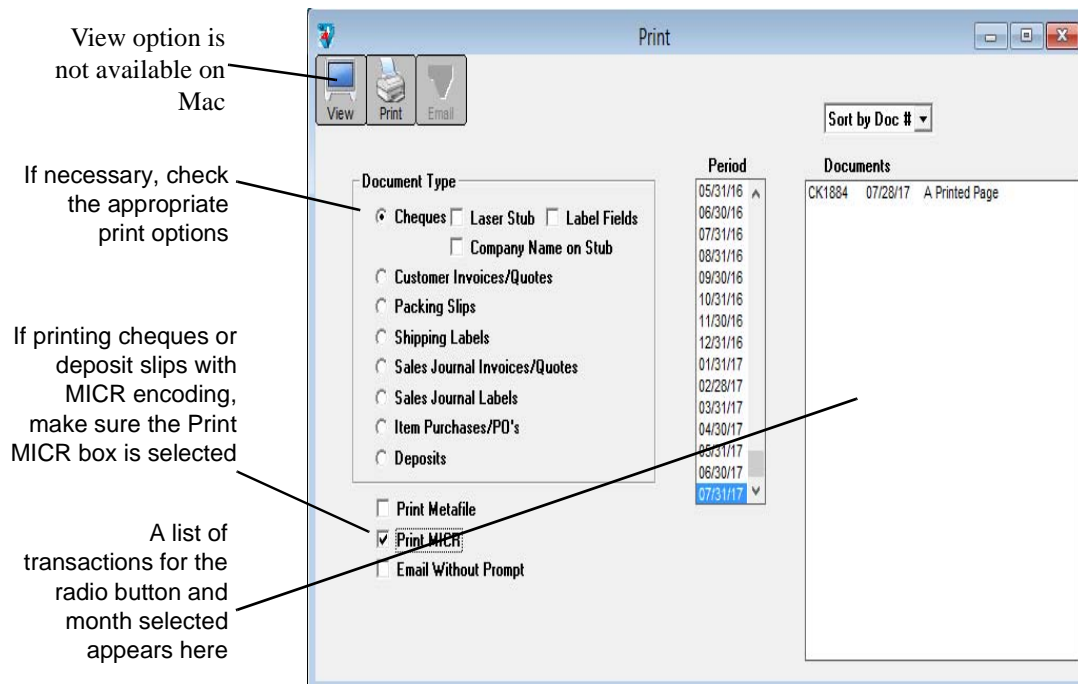 View option is
not available on
Mac
If necessary, check
the appropriate
print options
If printing cheques or
deposit slips with
MICR encoding,
make sure the Print
MICR box is selected
A list of
transactions for the
radio button and
month selected
appears here
Print
View Print Email
Sort by Doc #
Document Type
Cheques Laser Stub Label Fields
Company Name on Stub
Customer Invoices/Quotes
Packing Slips
Shipping Labels
Sales Journal Invoices/Quotes
Sales Journal Labels
Item Purchases/PO's
Deposits
Print Metafile
Print MICR
Email Without Prompt
Period
05/31/16
06/30/16
07/31/16
08/31/16
09/30/16
10/31/16
11/30/16
12/31/16
01/31/17
02/28/17
03/31/17
04/30/17
05/31/17
06/30/17
07/31/17
Documents
CK1884 07/28/17 A Printed Page